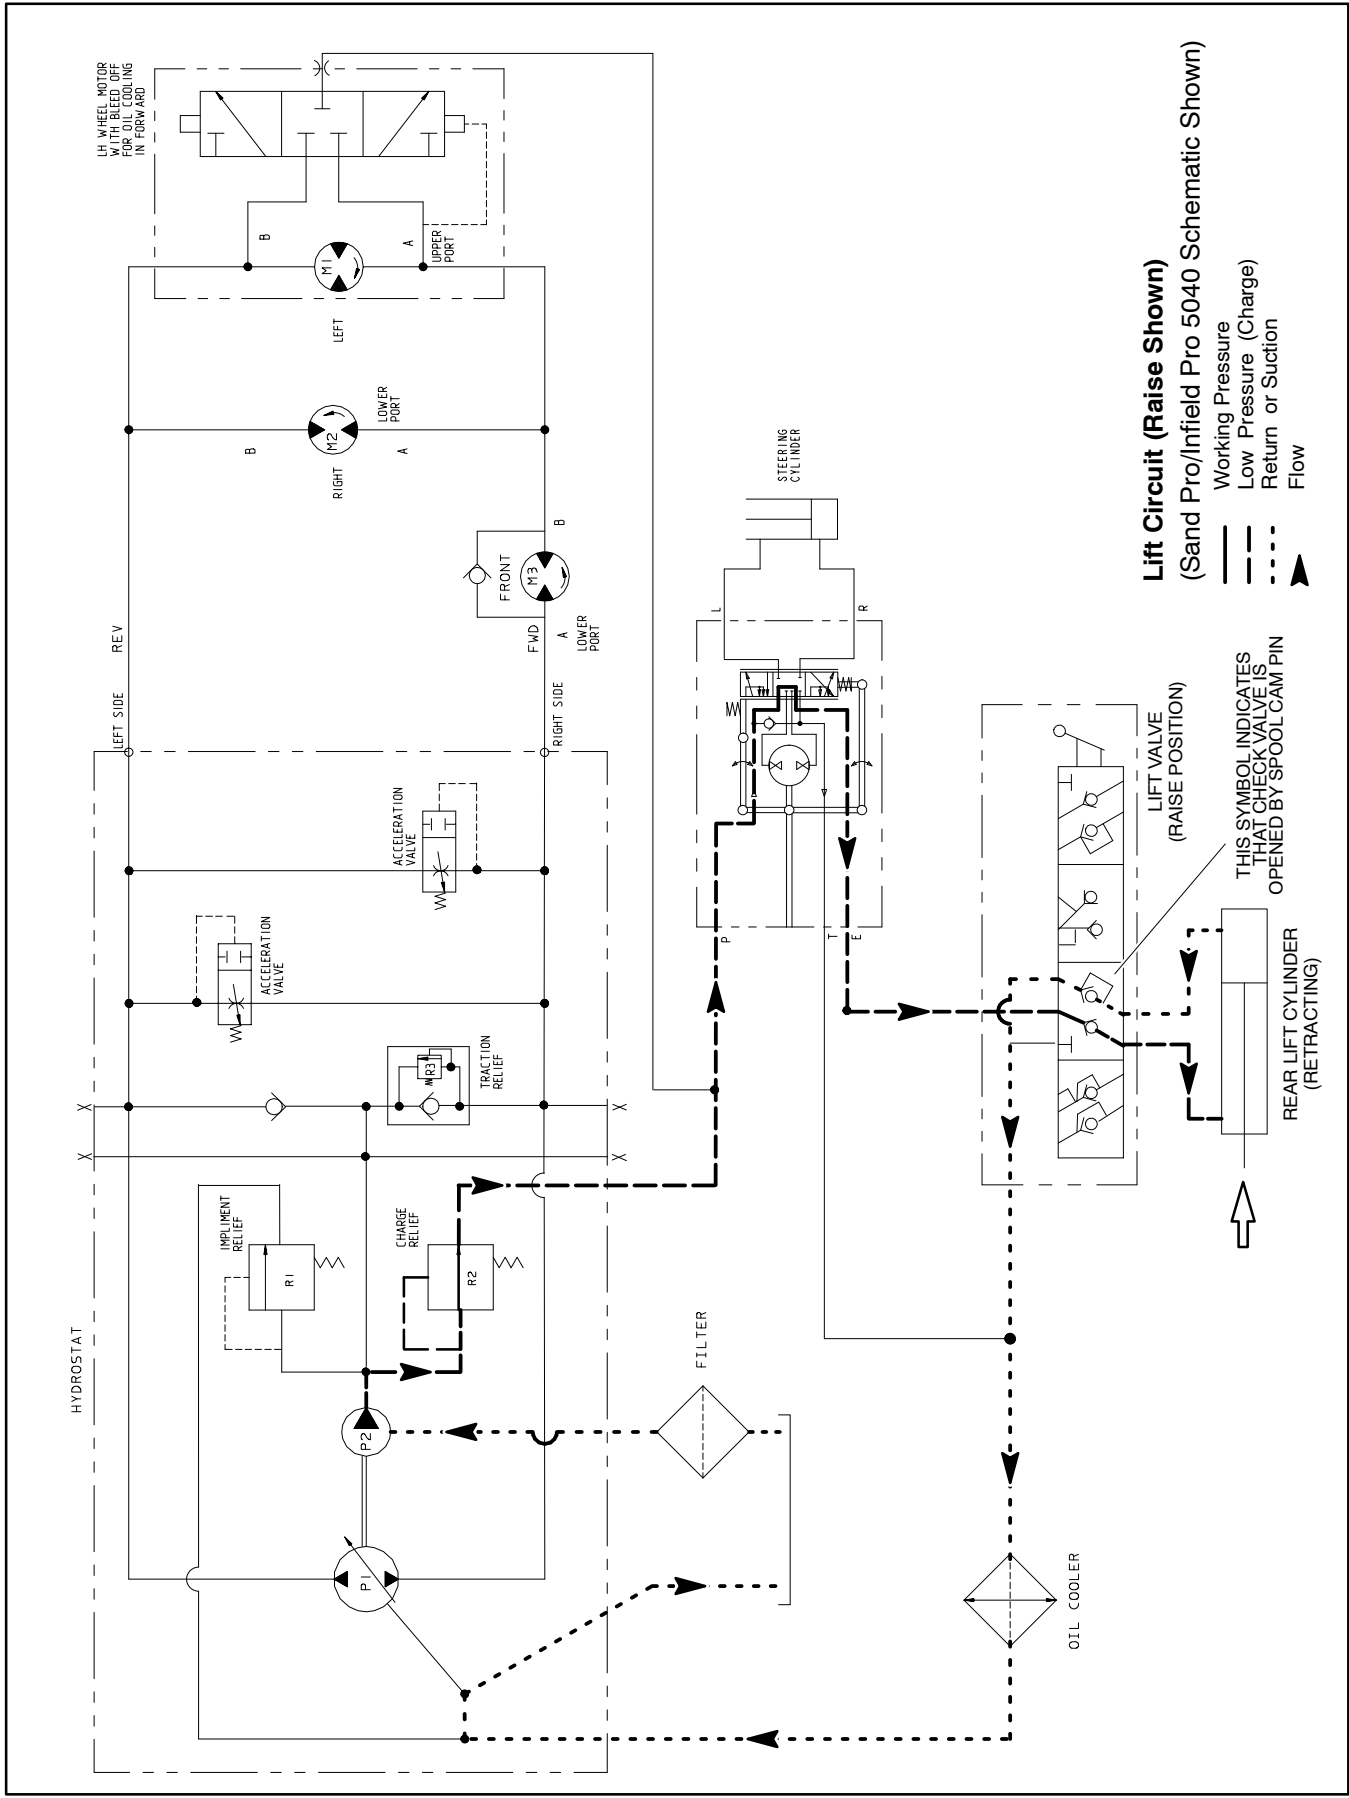 LH WHEEL MOTOR
WITH BLEED OFF
FOR OIL COOLING
IN FORWARD
B
A
UPPER
PORT
M1
LEFT
B
M2
A
LOWER
PORT
RIGHT
REV
FRONT
M3
B
FWD
A
LOWER
PORT
LEFT SIDE
RIGHT SIDE
ACCELERATION
VALVE
ACCELERATION
VALVE
R3
TRACTION
RELIEF
X
X
X
X
IMPLIMENT
RELIEF
R1
CHARGE
RELIEF
R2
HYDROSTAT
P2
P1
FILTER
STEERING
CYLINDER
L
R
P
T
E
LIFT VALVE
(RAISE POSITION)
THIS SYMBOL INDICATES
THAT CHECK VALVE IS
OPENED BY SPOOL CAM PIN
REAR LIFT CYLINDER
(RETRACTING)
OIL COOLER
Lift Circuit (Raise Shown)
(Sand Pro/Infield Pro 5040 Schematic Shown)
Working Pressure
Low Pressure (Charge)
Return or Suction
Flow